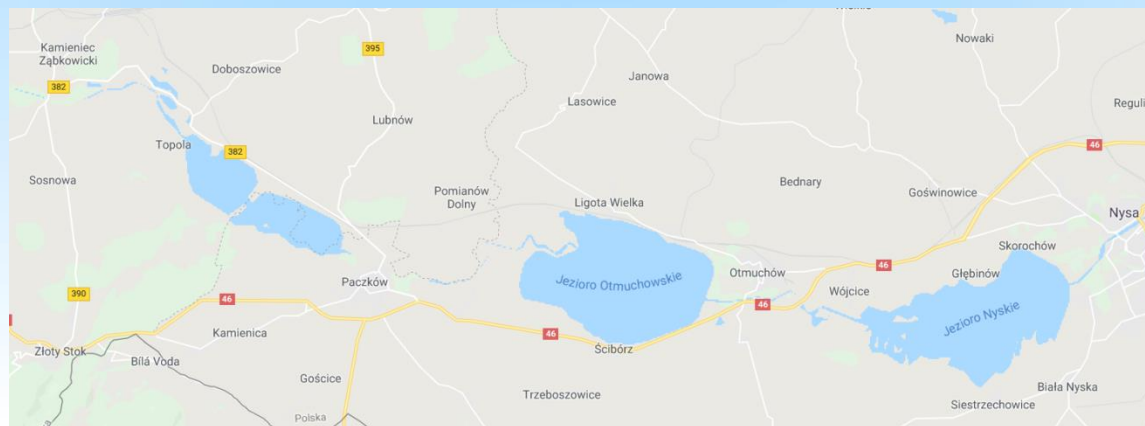 Nowaki
Kamieniec
Ząbkowicki
395
Doboszowice
Janowa
382
Lasowice
Reguli
Lubnów
Topola
382
46
Sosnowa
Bednary
Pomianów
Dolny
Goświnowice
Ligota Wielka
Nysa
Skorochów
46
Otmuchów
Głębinów
Jezioro Otmuchowskie
Paczków
Wójcice
390
46
46
Jezioro Nyskie
Kamienica
46
Złoty Stok
Ścibórz
Bílá Voda
Gościce
Biała Nyska
Trzeboszowice
Siestrzechowice
Polska